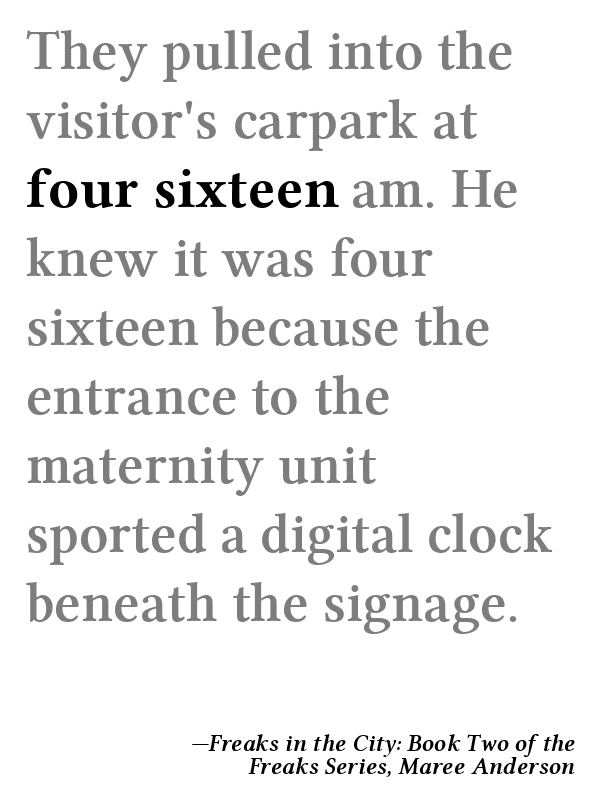 They pulled into the
visitor's carpark at
four sixteen am. He
knew it was four
sixteen because the
entrance to the
maternity unit
sported a digital clock
beneath the signage.
—Freaks in the City: Book Two of the
Freaks Series, Maree Anderson